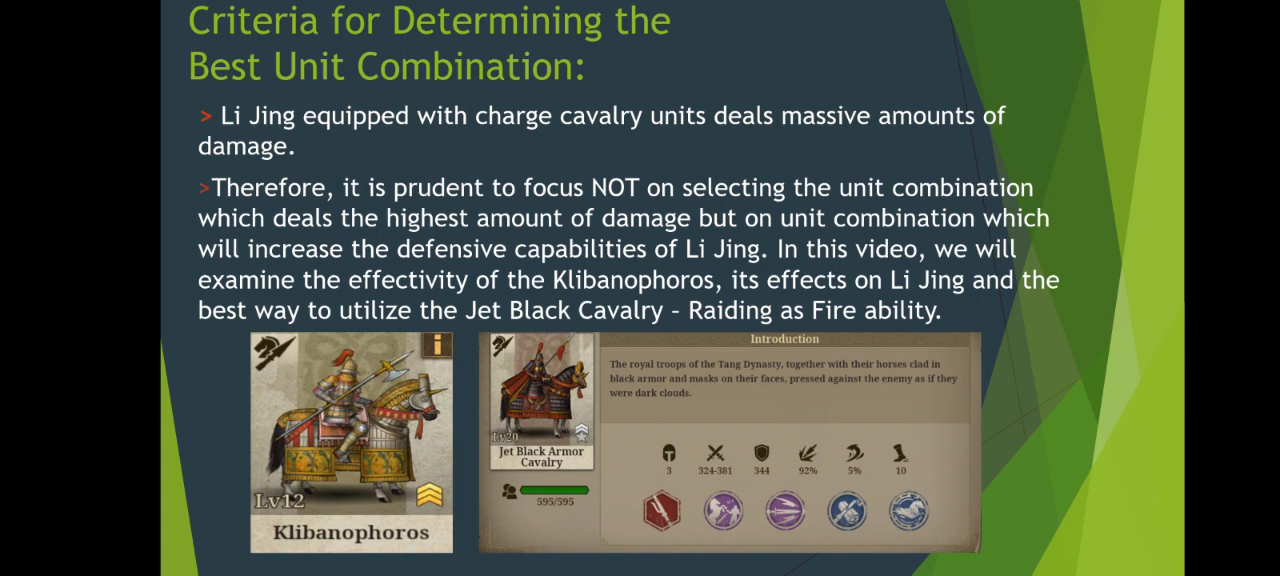 Criteria for Determining the
Best Unit Combination:
> Li Jing equipped with charge cavalry units deals massive amounts of
damage.
>Therefore, it is prudent to focus NOT on selecting the unit combination
which deals the highest amount of damage but on unit combination which
will increase the defensive capabilities of Li Jing. In this video, we will
examine the effectivity of the Klibanophoros, its effects on Li Jing and the
best way to utilize the Jet Black Cavalry – Raiding as Fire ability.
i
Lv12
Klibanophoros
Lv20
Jet Black Armor
Cavalry
595/595
Introduction
The royal troops of the Tang Dynasty, together with their horses clad in
black armor and masks on their faces, pressed against the enemy as if they
were dark clouds.
3 324-381 344 92% 5% 10